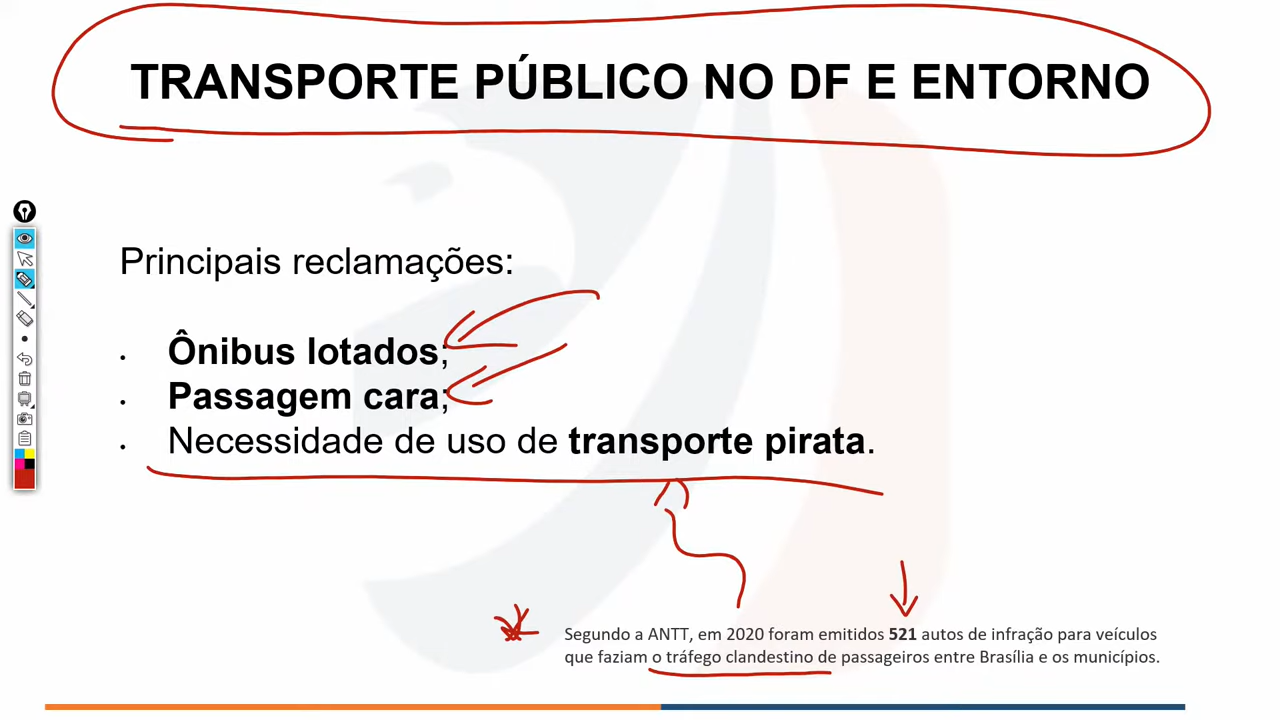 TRANSPORTE PÚBLICO NO DF E ENTORNO
Principais reclamações:
• Ônibus lotados;
• Passagem cara;
• Necessidade de uso de transporte pirata.
Segundo a ANTT, em 2020 foram emitidos 521 autos de infração para veículos
que faziam o tráfego clandestino de passageiros entre Brasília e os municípios.